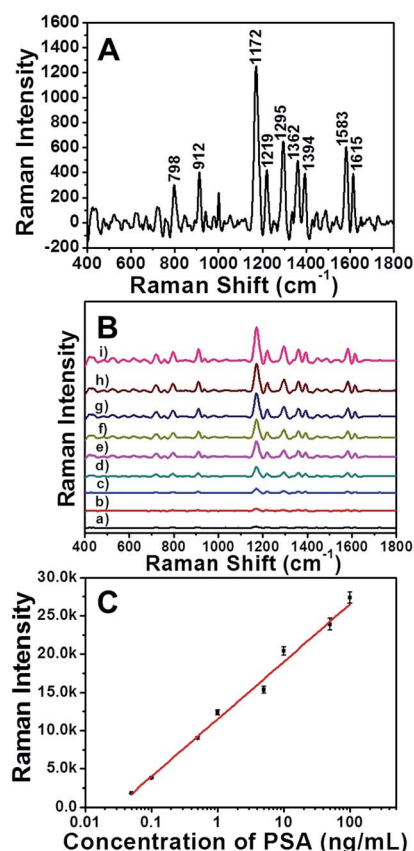 A
1600
1400
1200
1000
800
600
400
200
0
-200
Raman Intensity
798
912
1172
1219
1295
1362
1394
1583
1615
400 600 800 1000 1200 1400 1600 1800
Raman Shift (cm-1)
B
Raman Intensity
i)
h)
g)
f)
e)
d)
c)
b)
a)
400 600 800 1000 1200 1400 1600 1800
Raman Shift (cm-1)
C
30.0k
25.0k
20.0k
15.0k
10.0k
5.0k
0.0
Raman Intensity
0.01 0.1 1 10 100
Concentration of PSA (ng/mL)